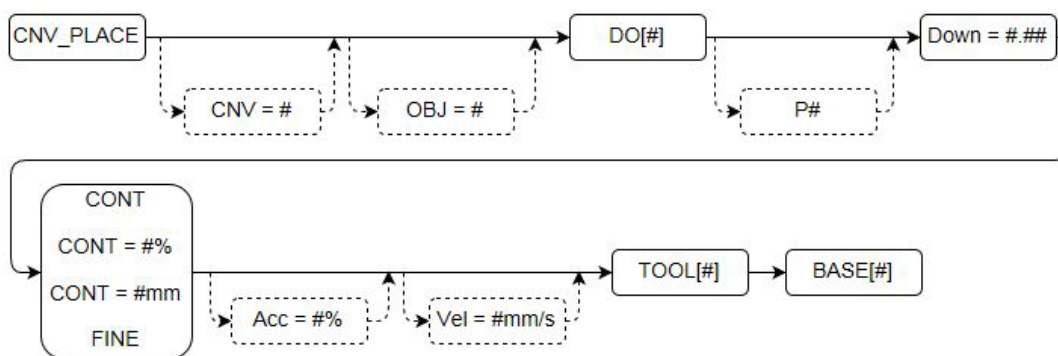 CNV_PLACE
CNV = #
OBJ = #
DO[#]
P#
Down = #.##
CONT
CONT = #%
CONT = #mm
FINE
Acc = #%
Vel = #mm/s
TOOL[#]
BASE[#]